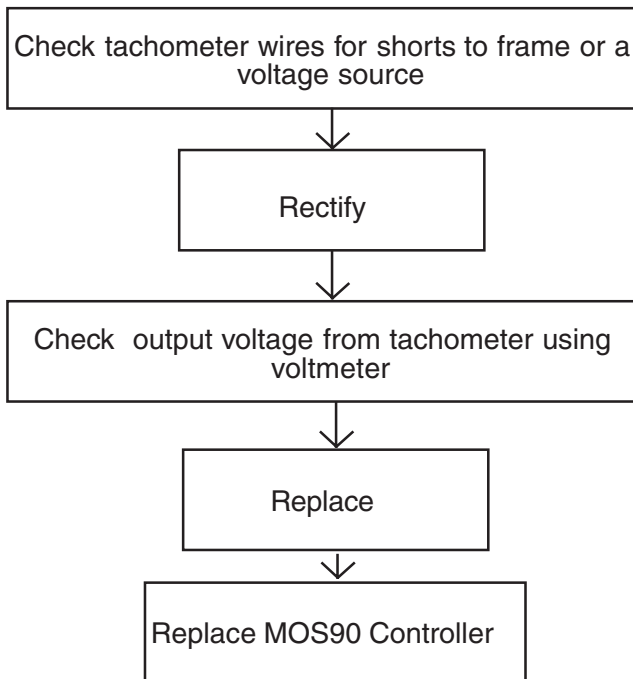 Check tachometer wires for shorts to frame or a
voltage source
Rectify
Check output voltage from tachometer using
voltmeter
Replace
Replace MOS90 Controller